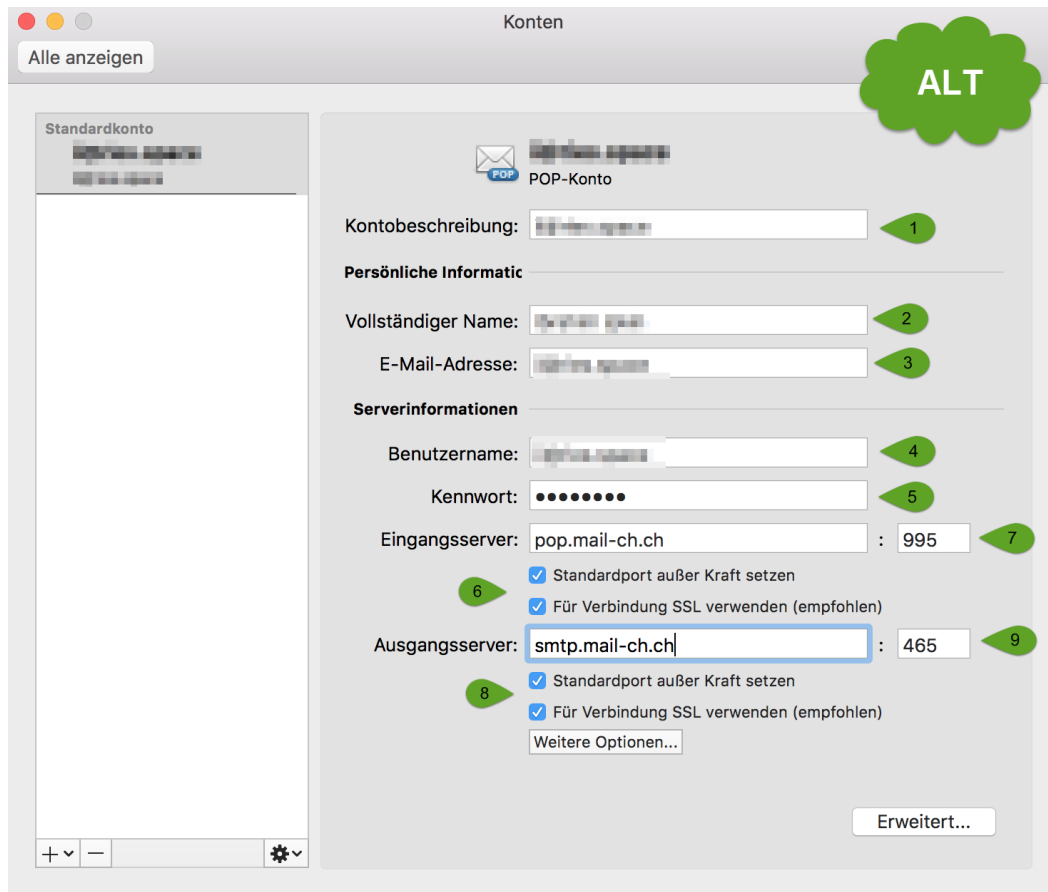 Konten
Alle anzeigen
ALT
Standardkonto
POP
POP-Konto
Kontobeschreibung:
1
Persönliche Informatic
Vollständiger Name:
2
E-Mail-Adresse:
3
Serverinformationen
Benutzername:
4
Kennwort: ••••••••
5
Eingangsserver: pop.mail-ch.ch : 995
7
Standardport außer Kraft setzen
6
Für Verbindung SSL verwenden (empfohlen)
Ausgangsserver: smtp.mail-ch.ch : 465
9
Standardport außer Kraft setzen
8
Für Verbindung SSL verwenden (empfohlen)
Weitere Optionen...
Erweitert...